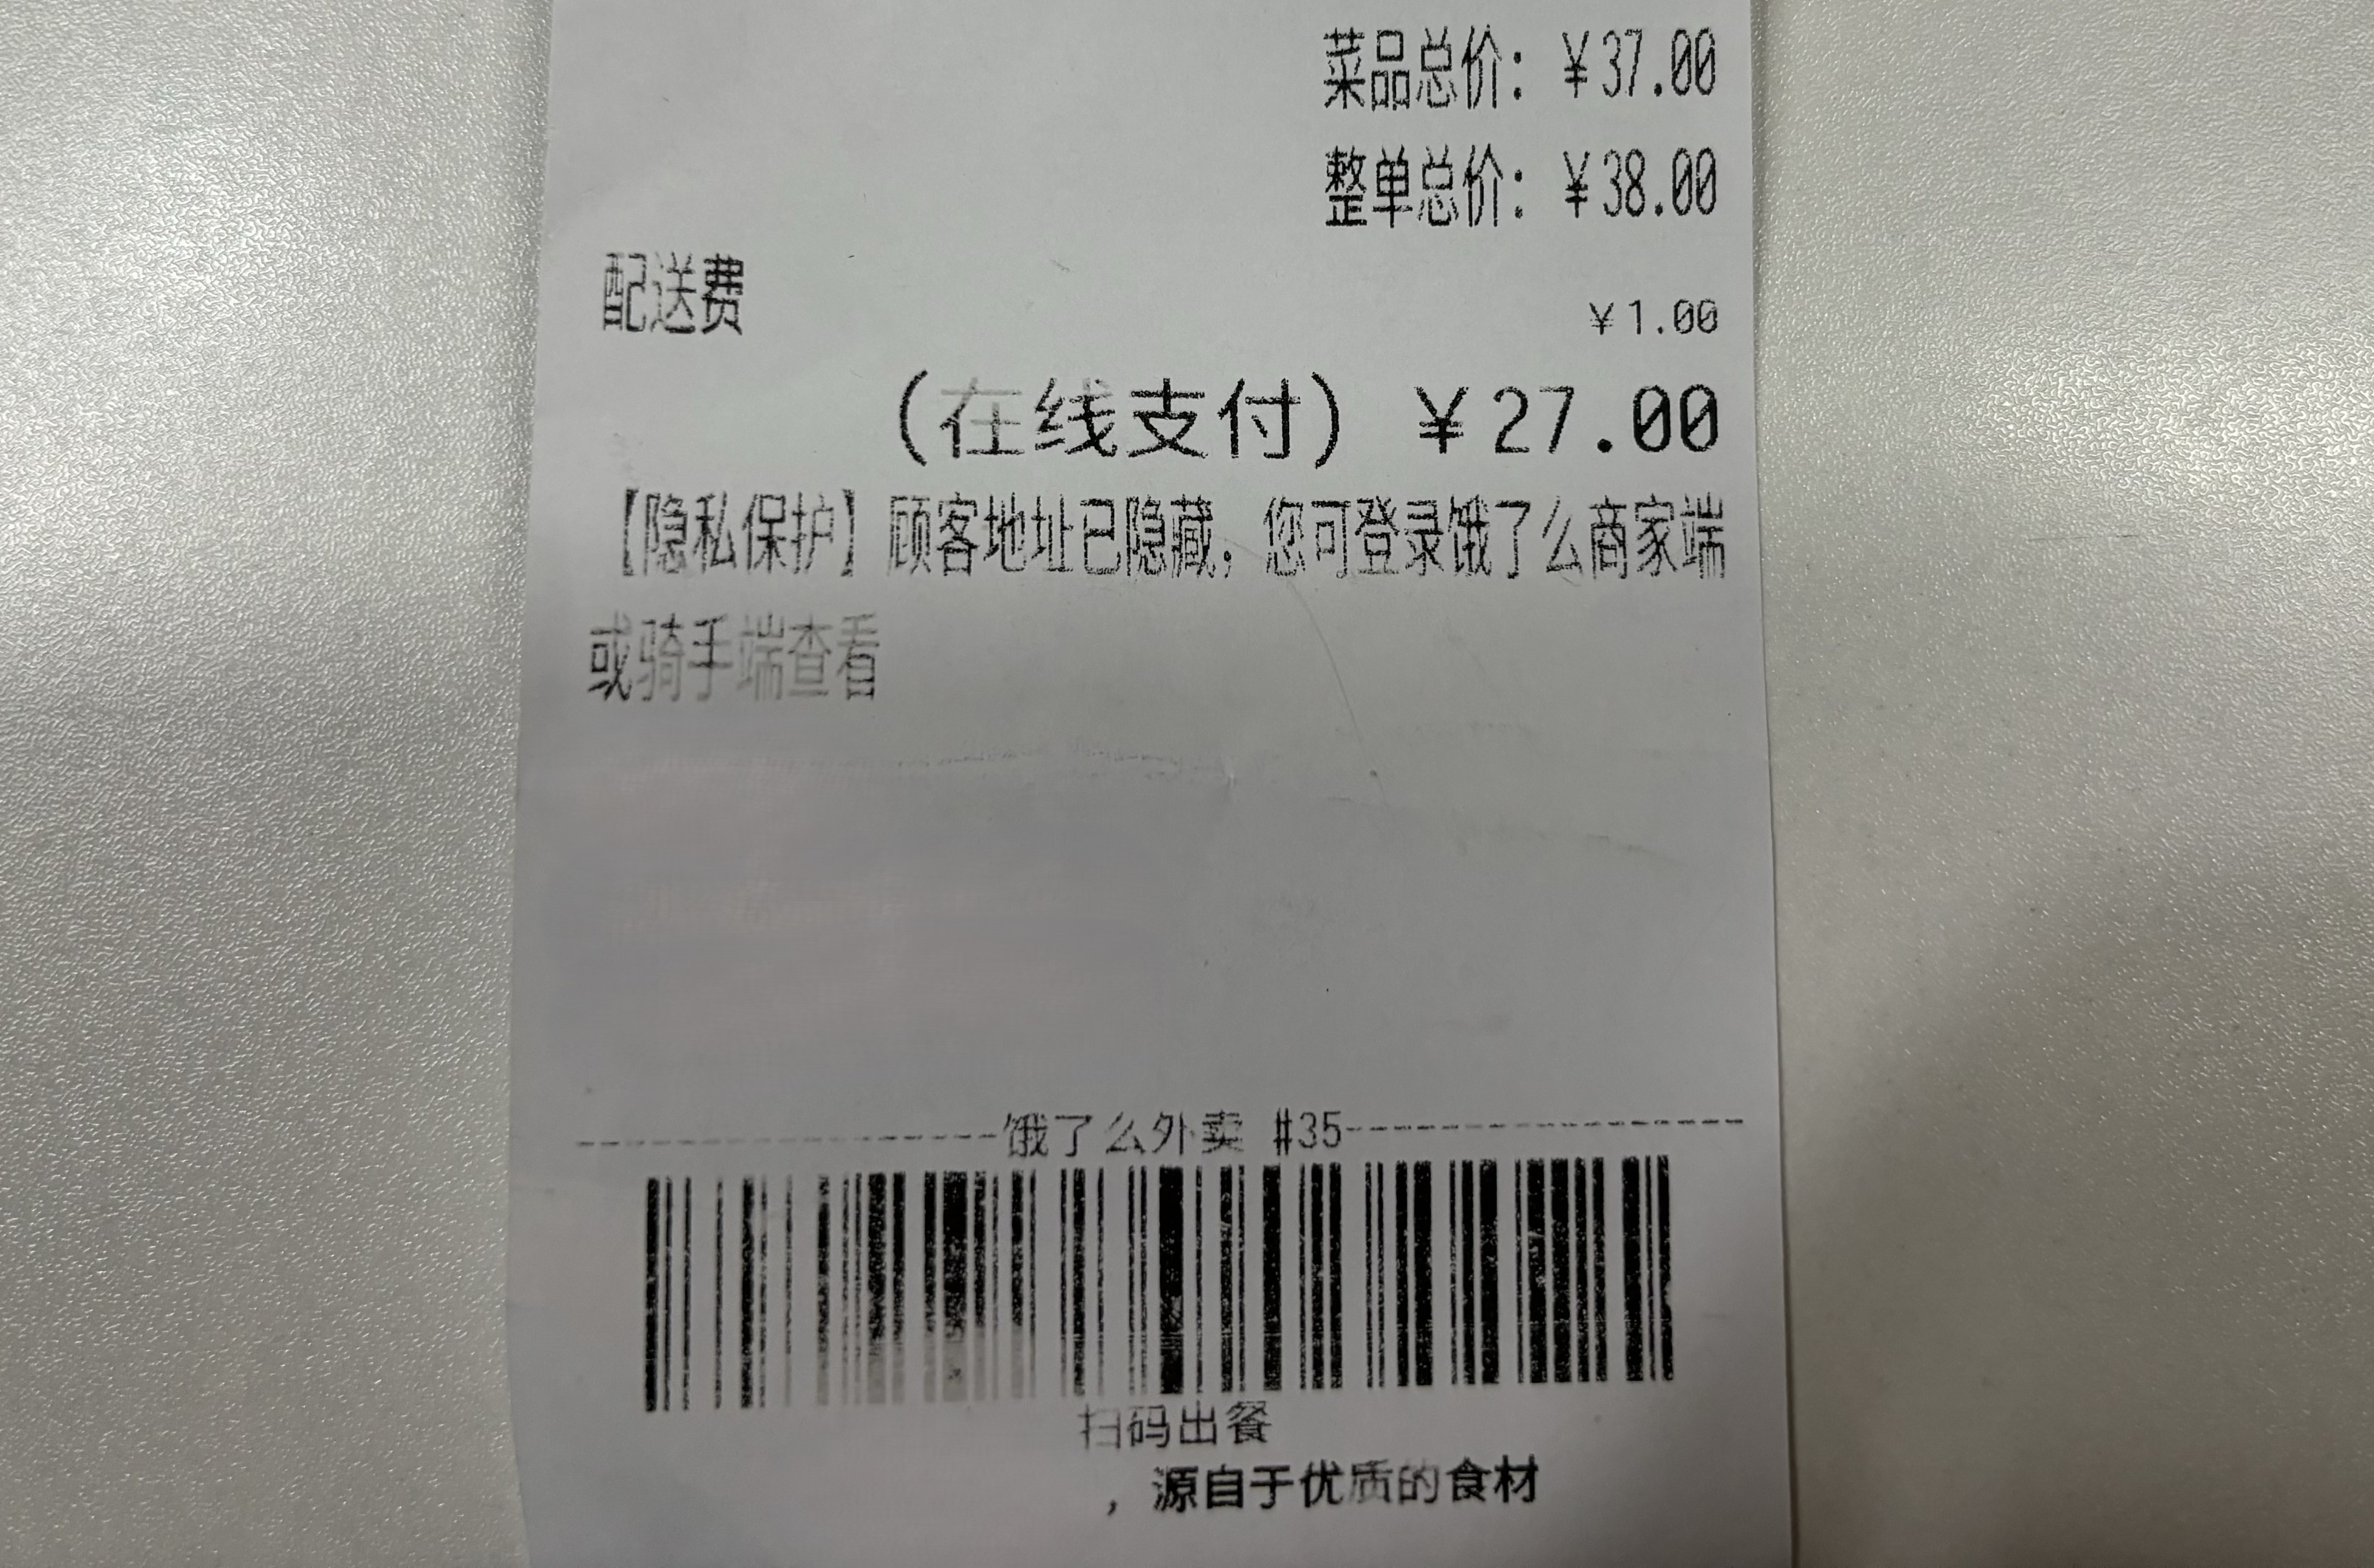 菜品总价：￥37.00
整单总价：￥38.00
配送费 ￥1.00
（在线支付）￥27.00
【隐私保护】顾客地址已隐藏，您可登录饿了么商家端
或骑手端查看
------------------饿了么外卖 #35-----------------
扫码出餐
，源自于优质的食材